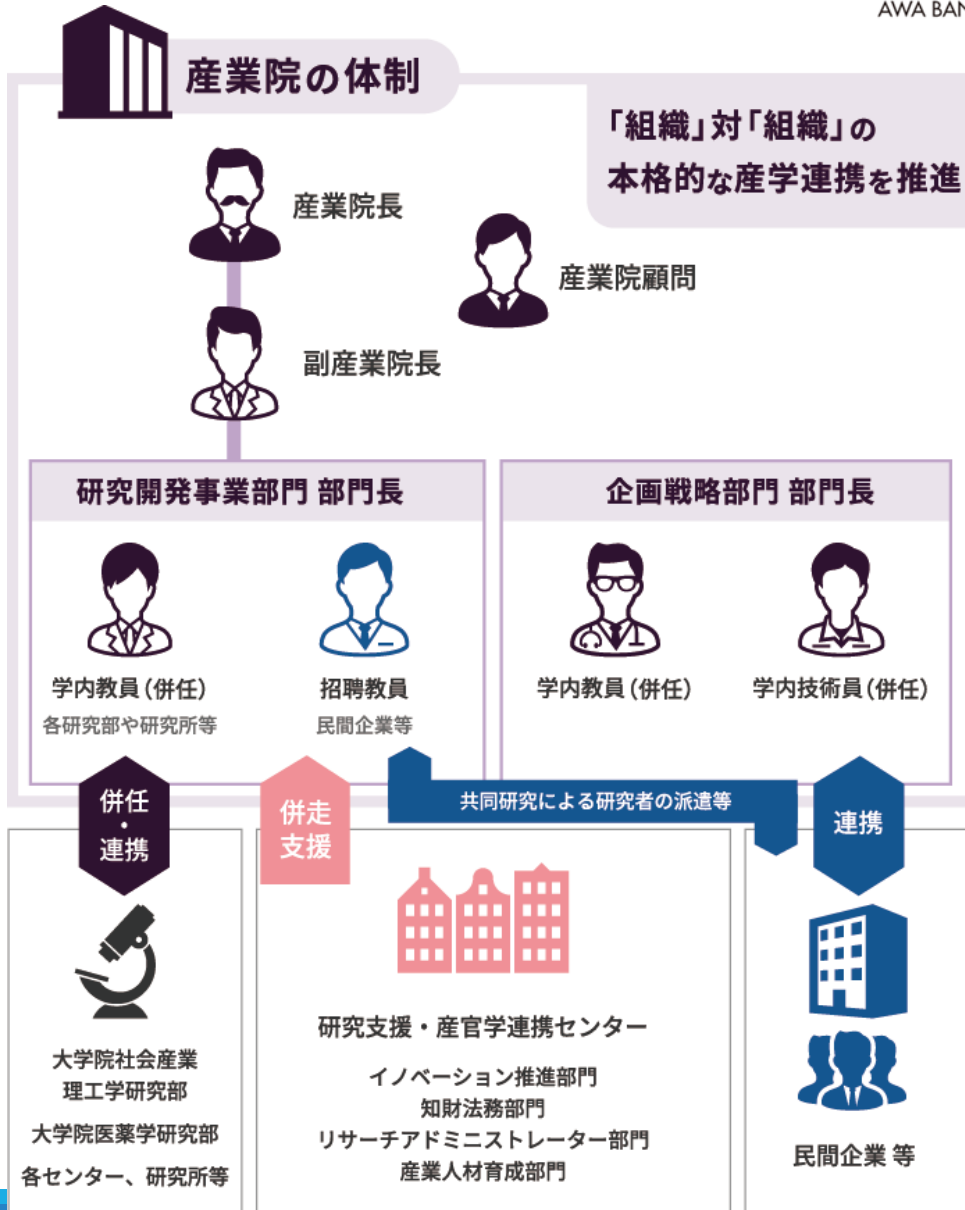 AWA BAN
産業院の体制
「組織」対「組織」の
本格的な産学連携を推進
産業院長
産業院顧問
副産業院長
研究開発事業部門 部門長
企画戦略部門 部門長
学内教員（併任）
各研究部や研究所等
招聘教員
民間企業等
学内教員（併任）
学内技術員（併任）
併任
・
連携
併走
支援
共同研究による研究者の派遣等
連携
大学院社会産業
理工学研究部
大学院医薬学研究部
各センター、研究所等
研究支援・産官学連携センター
イノベーション推進部門
知財法務部門
リサーチアドミニストレーター部門
産業人材育成部門
民間企業 等